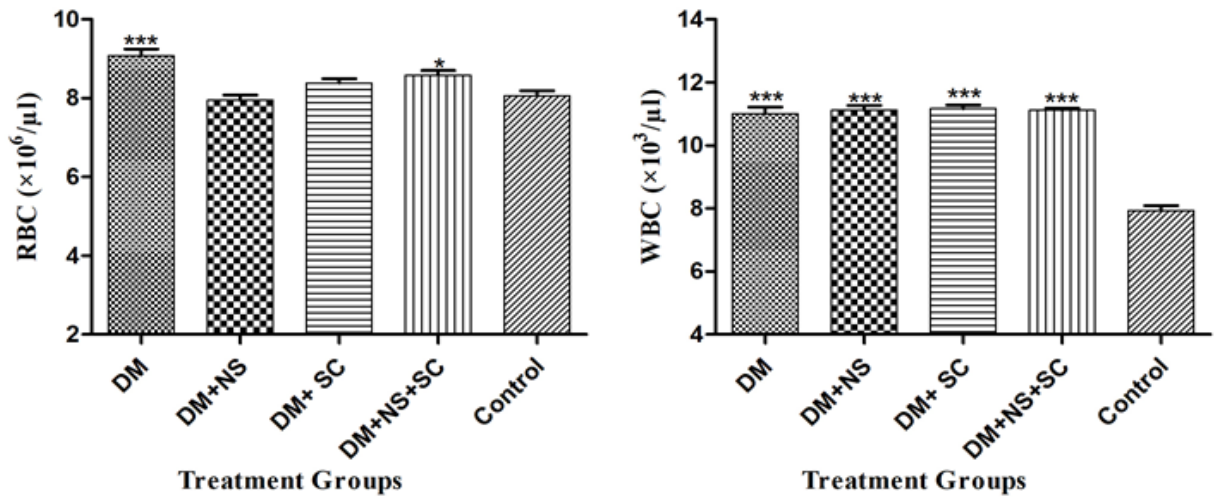 RBC (×10⁶/µl)
10
8
6
4
2
***
*
DM
DM+NS
DM+ SC
DM+NS+SC
Control
Treatment Groups
WBC (×10³/µl)
14
12
10
8
6
4
***
***
***
***
DM
DM+NS
DM+ SC
DM+NS+SC
Control
Treatment Groups